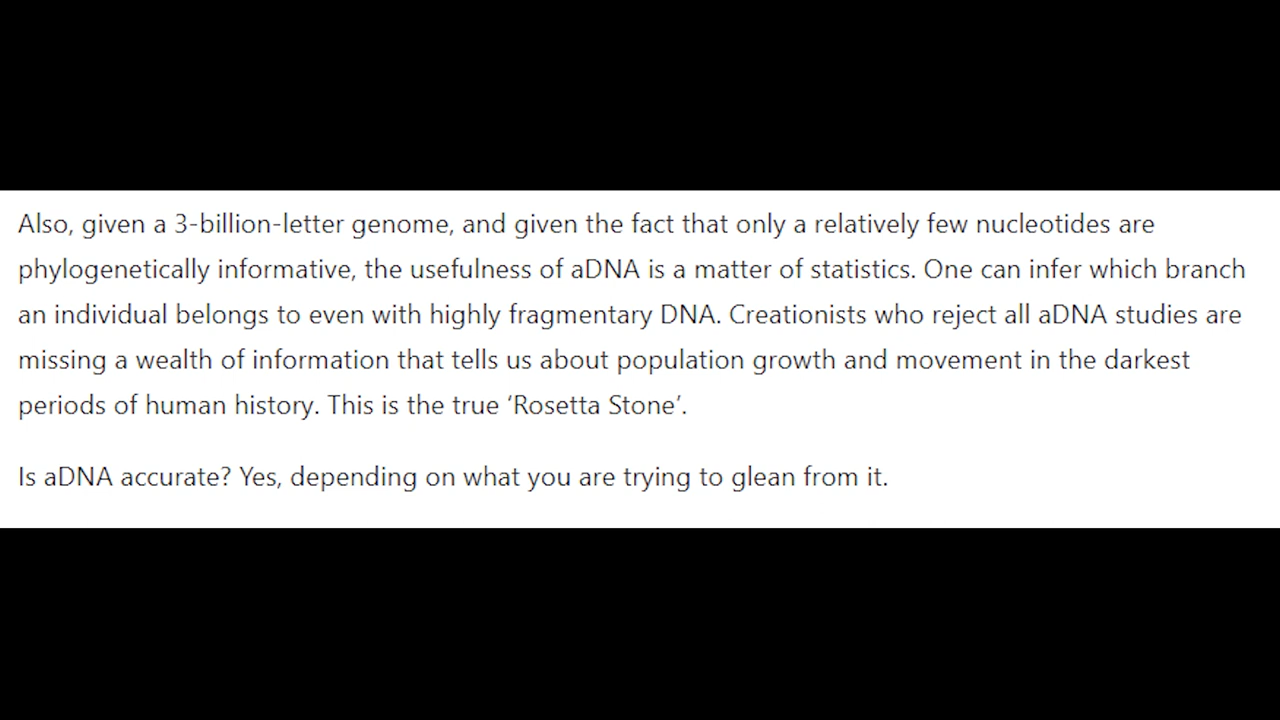 Also, given a 3-billion-letter genome, and given the fact that only a relatively few nucleotides are
phylogenetically informative, the usefulness of aDNA is a matter of statistics. One can infer which branch
an individual belongs to even with highly fragmentary DNA. Creationists who reject all aDNA studies are
missing a wealth of information that tells us about population growth and movement in the darkest
periods of human history. This is the true ‘Rosetta Stone’.
Is aDNA accurate? Yes, depending on what you are trying to glean from it.